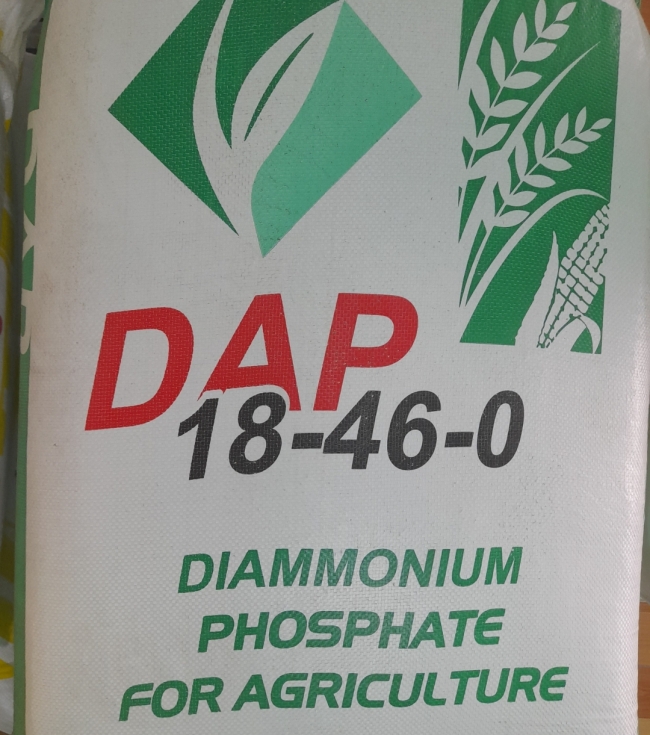 DAP
18-46-0
DIAMMONIUM
PHOSPHATE
FOR AGRICULTURE